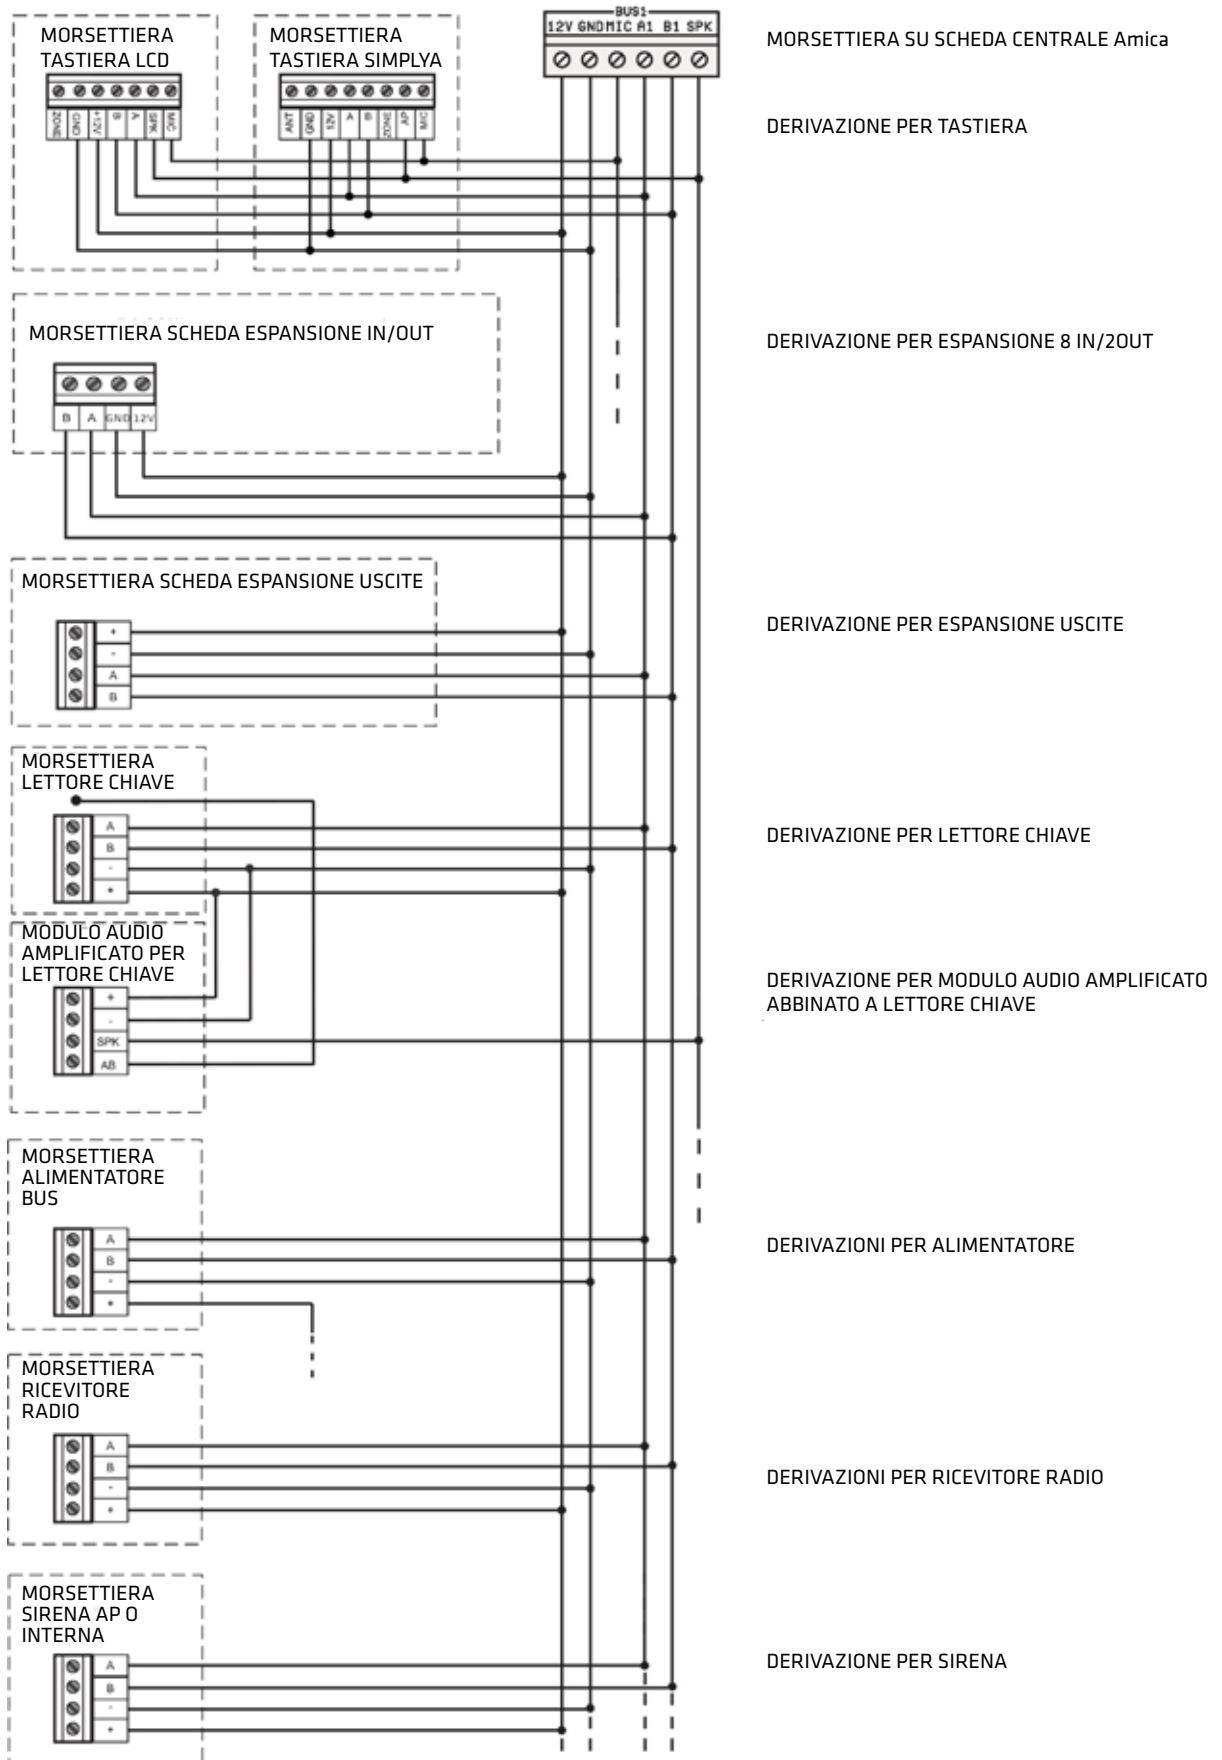 BUS1
12V GND MIC A1 B1 SPK
MORSETTIERA SU SCHEDA CENTRALE Amica
MORSETTIERA
TASTIERA LCD
ZONE GND +12V B A SPK MIC
MORSETTIERA
TASTIERA SIMPLYA
ANT GND 12V A B ZONE AP MIC
DERIVAZIONE PER TASTIERA
MORSETTIERA SCHEDA ESPANSIONE IN/OUT
B A GND 12V
DERIVAZIONE PER ESPANSIONE 8 IN/2OUT
MORSETTIERA SCHEDA ESPANSIONE USCITE
+
-
A
B
DERIVAZIONE PER ESPANSIONE USCITE
MORSETTIERA
LETTORE CHIAVE
A
B
-
+
DERIVAZIONE PER LETTORE CHIAVE
MODULO AUDIO
AMPLIFICATO PER
LETTORE CHIAVE
+
-
SPK
AB
DERIVAZIONE PER MODULO AUDIO AMPLIFICATO
ABBINATO A LETTORE CHIAVE
MORSETTIERA
ALIMENTATORE
BUS
A
B
-
+
DERIVAZIONI PER ALIMENTATORE
MORSETTIERA
RICEVITORE
RADIO
A
B
-
+
DERIVAZIONI PER RICEVITORE RADIO
MORSETTIERA
SIRENA AP O
INTERNA
A
B
-
+
DERIVAZIONE PER SIRENA